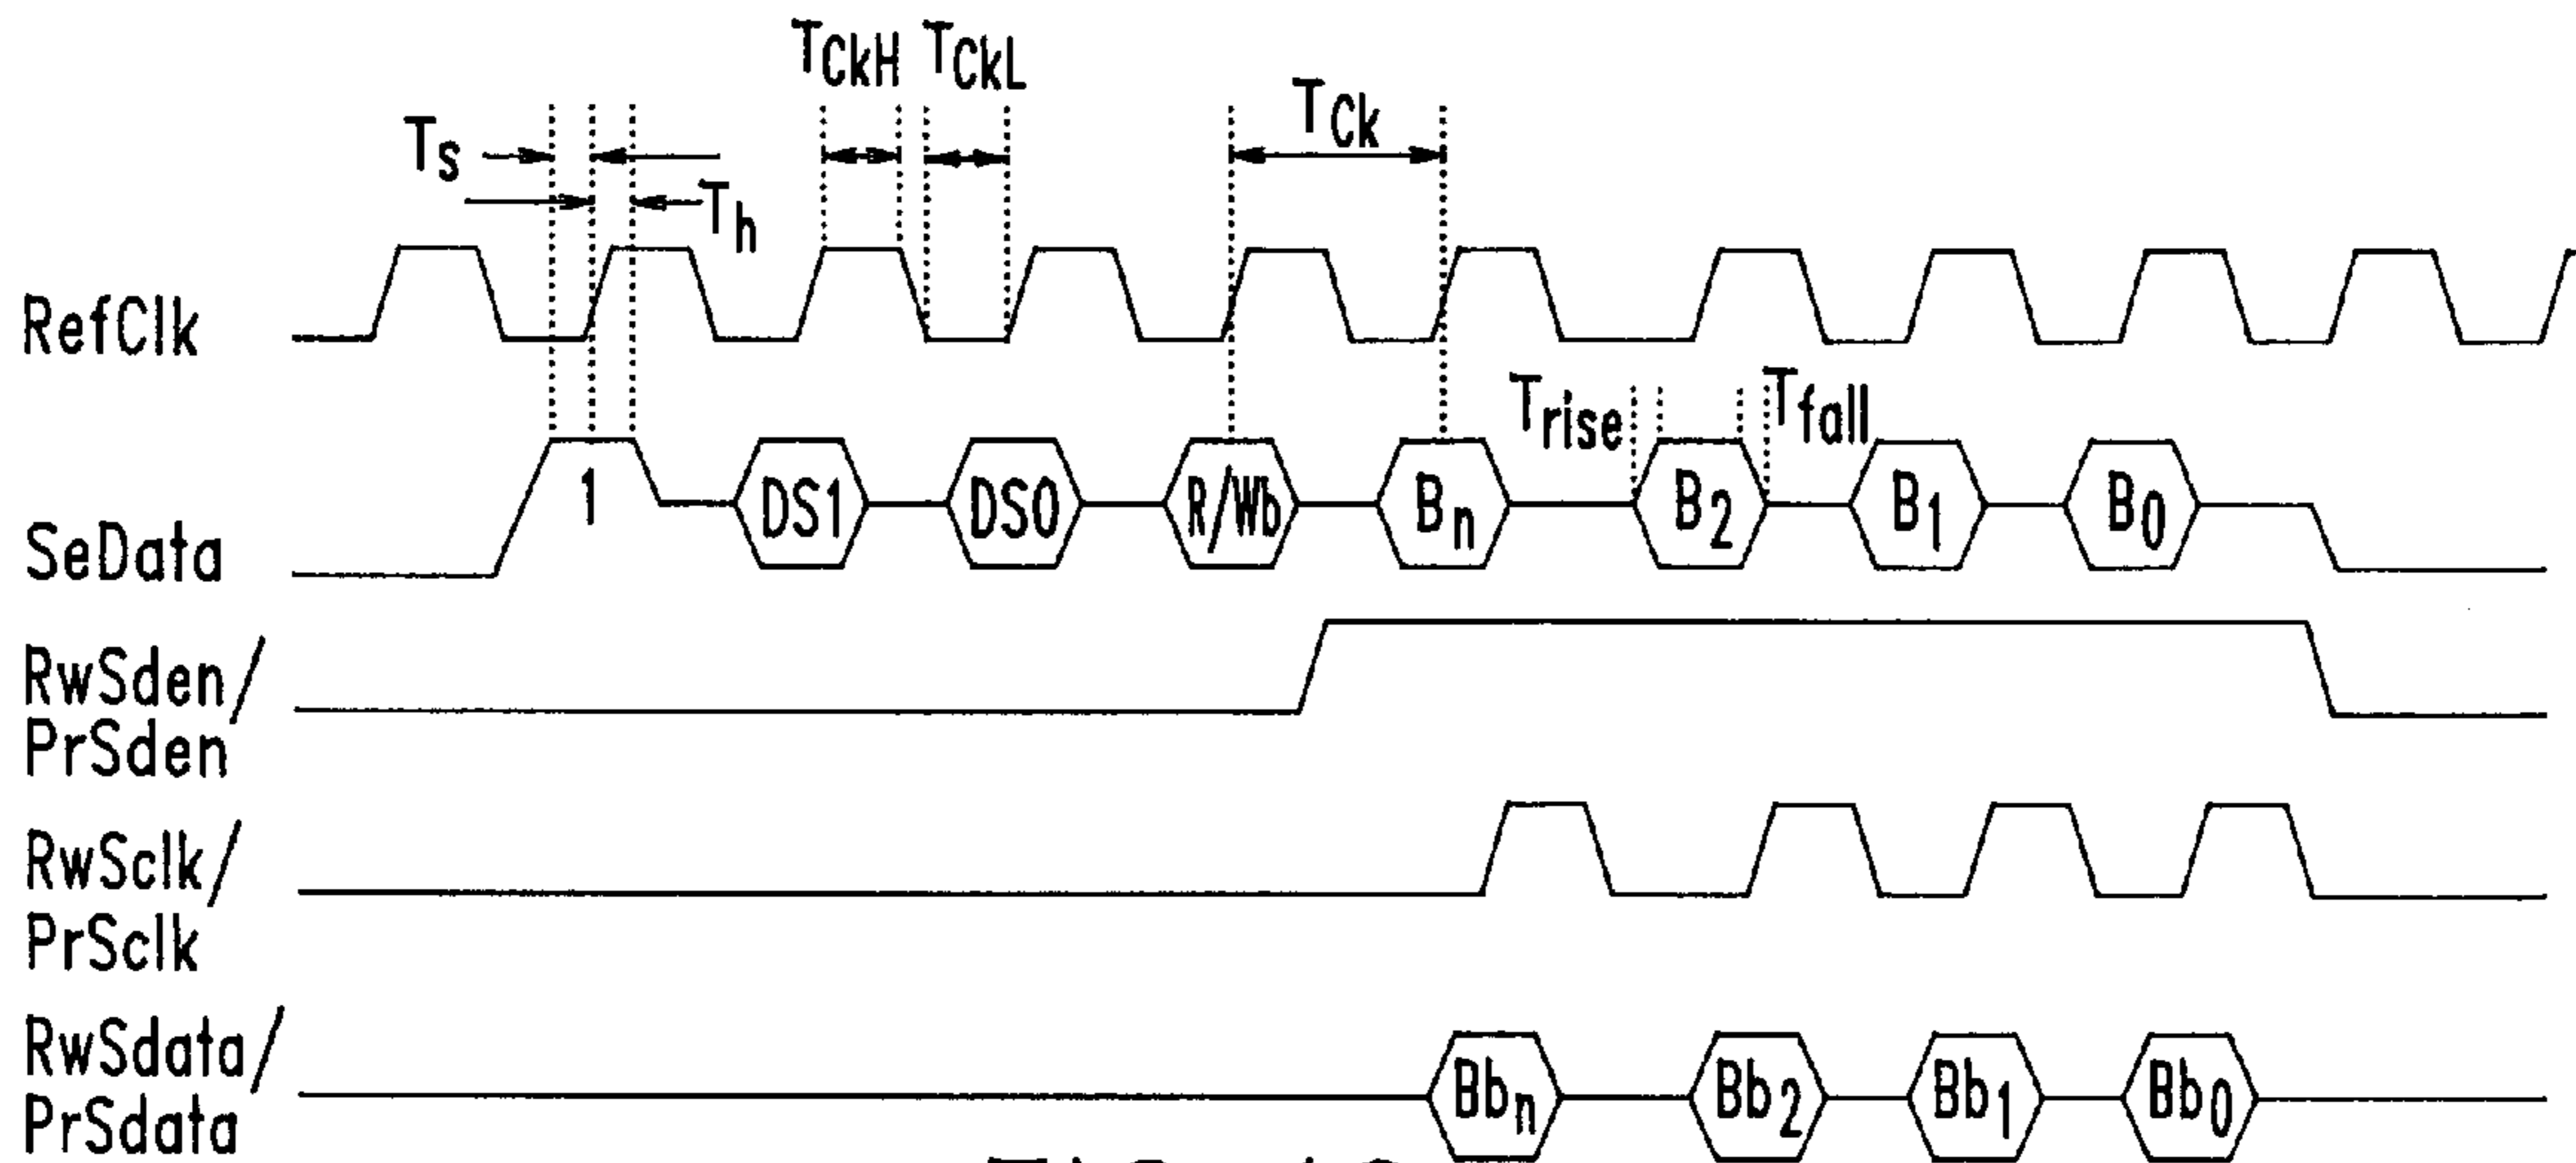 TCkH TCkL
TCk
Ts
Th
RefClk
Trise Tfall
1 DS1 DS0 R/Wb Bn B2 B1 B0
SeData
RwSden/
PrSden
RwSclk/
PrSclk
RwSdata/
PrSdata
Bbn Bb2 Bb1 Bb0